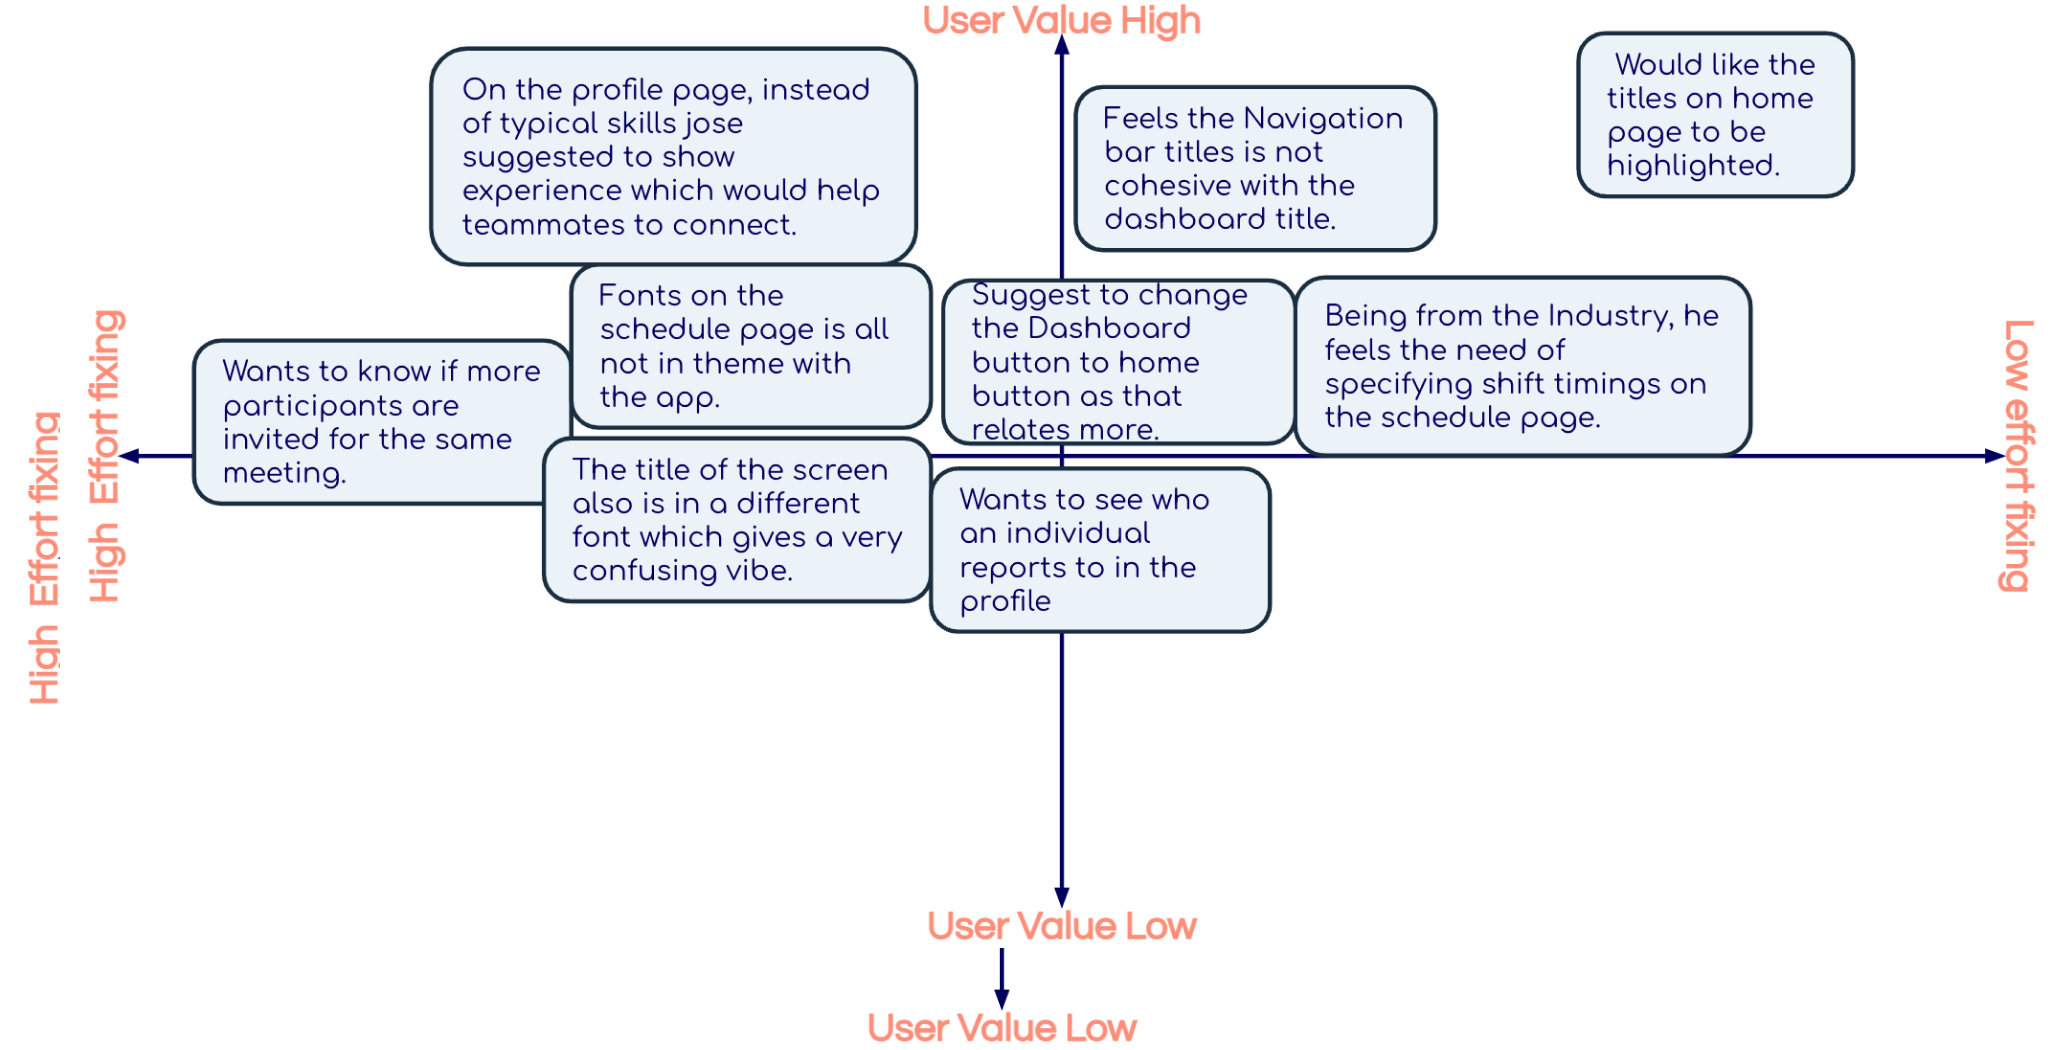 User Value High
On the profile page, instead
of typical skills jose
suggested to show
experience which would help
teammates to connect.
Feels the Navigation
bar titles is not
cohesive with the
dashboard title.
Would like the
titles on home
page to be
highlighted.
Fonts on the
schedule page is all
not in theme with
the app.
Suggest to change
the Dashboard
button to home
button as that
relates more.
Being from the Industry, he
feels the need of
specifying shift timings on
the schedule page.
High Effort fixing
High Effort fixing
Wants to know if more
participants are
invited for the same
meeting.
Low effort fixing
The title of the screen
also is in a different
font which gives a very
confusing vibe.
Wants to see who
an individual
reports to in the
profile
User Value Low
User Value Low